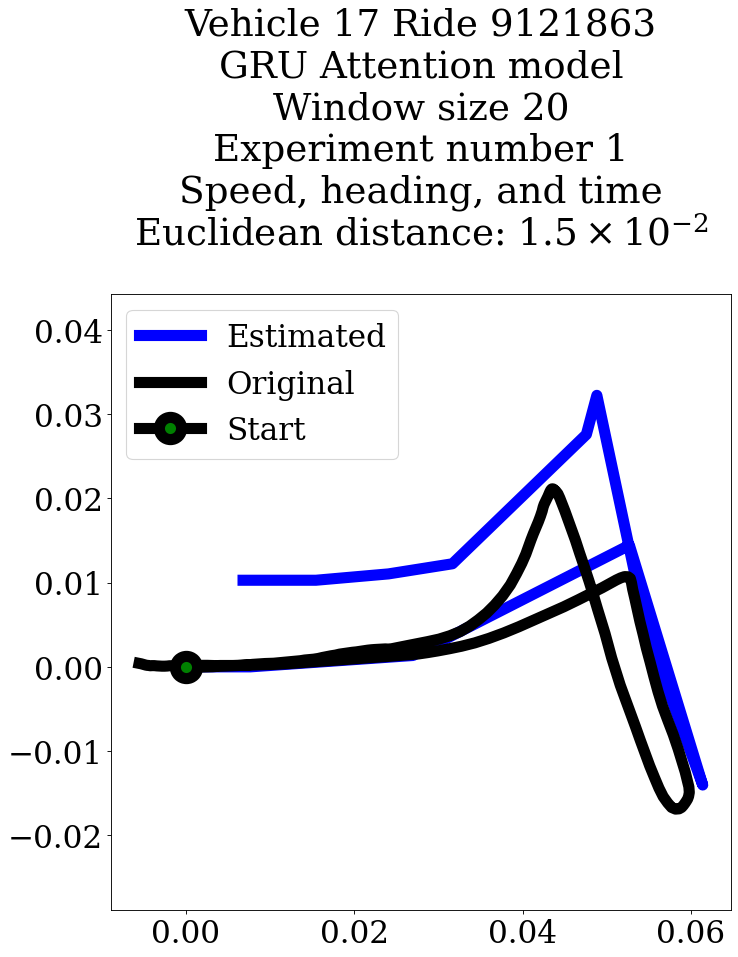 Vehicle 17 Ride 9121863
GRU Attention model
Window size 20
Experiment number 1
Speed, heading, and time
Euclidean distance: 1.5 × 10⁻²
Estimated
Original
Start
0.04
0.03
0.02
0.01
0.00
−0.01
−0.02
0.00 0.02 0.04 0.06